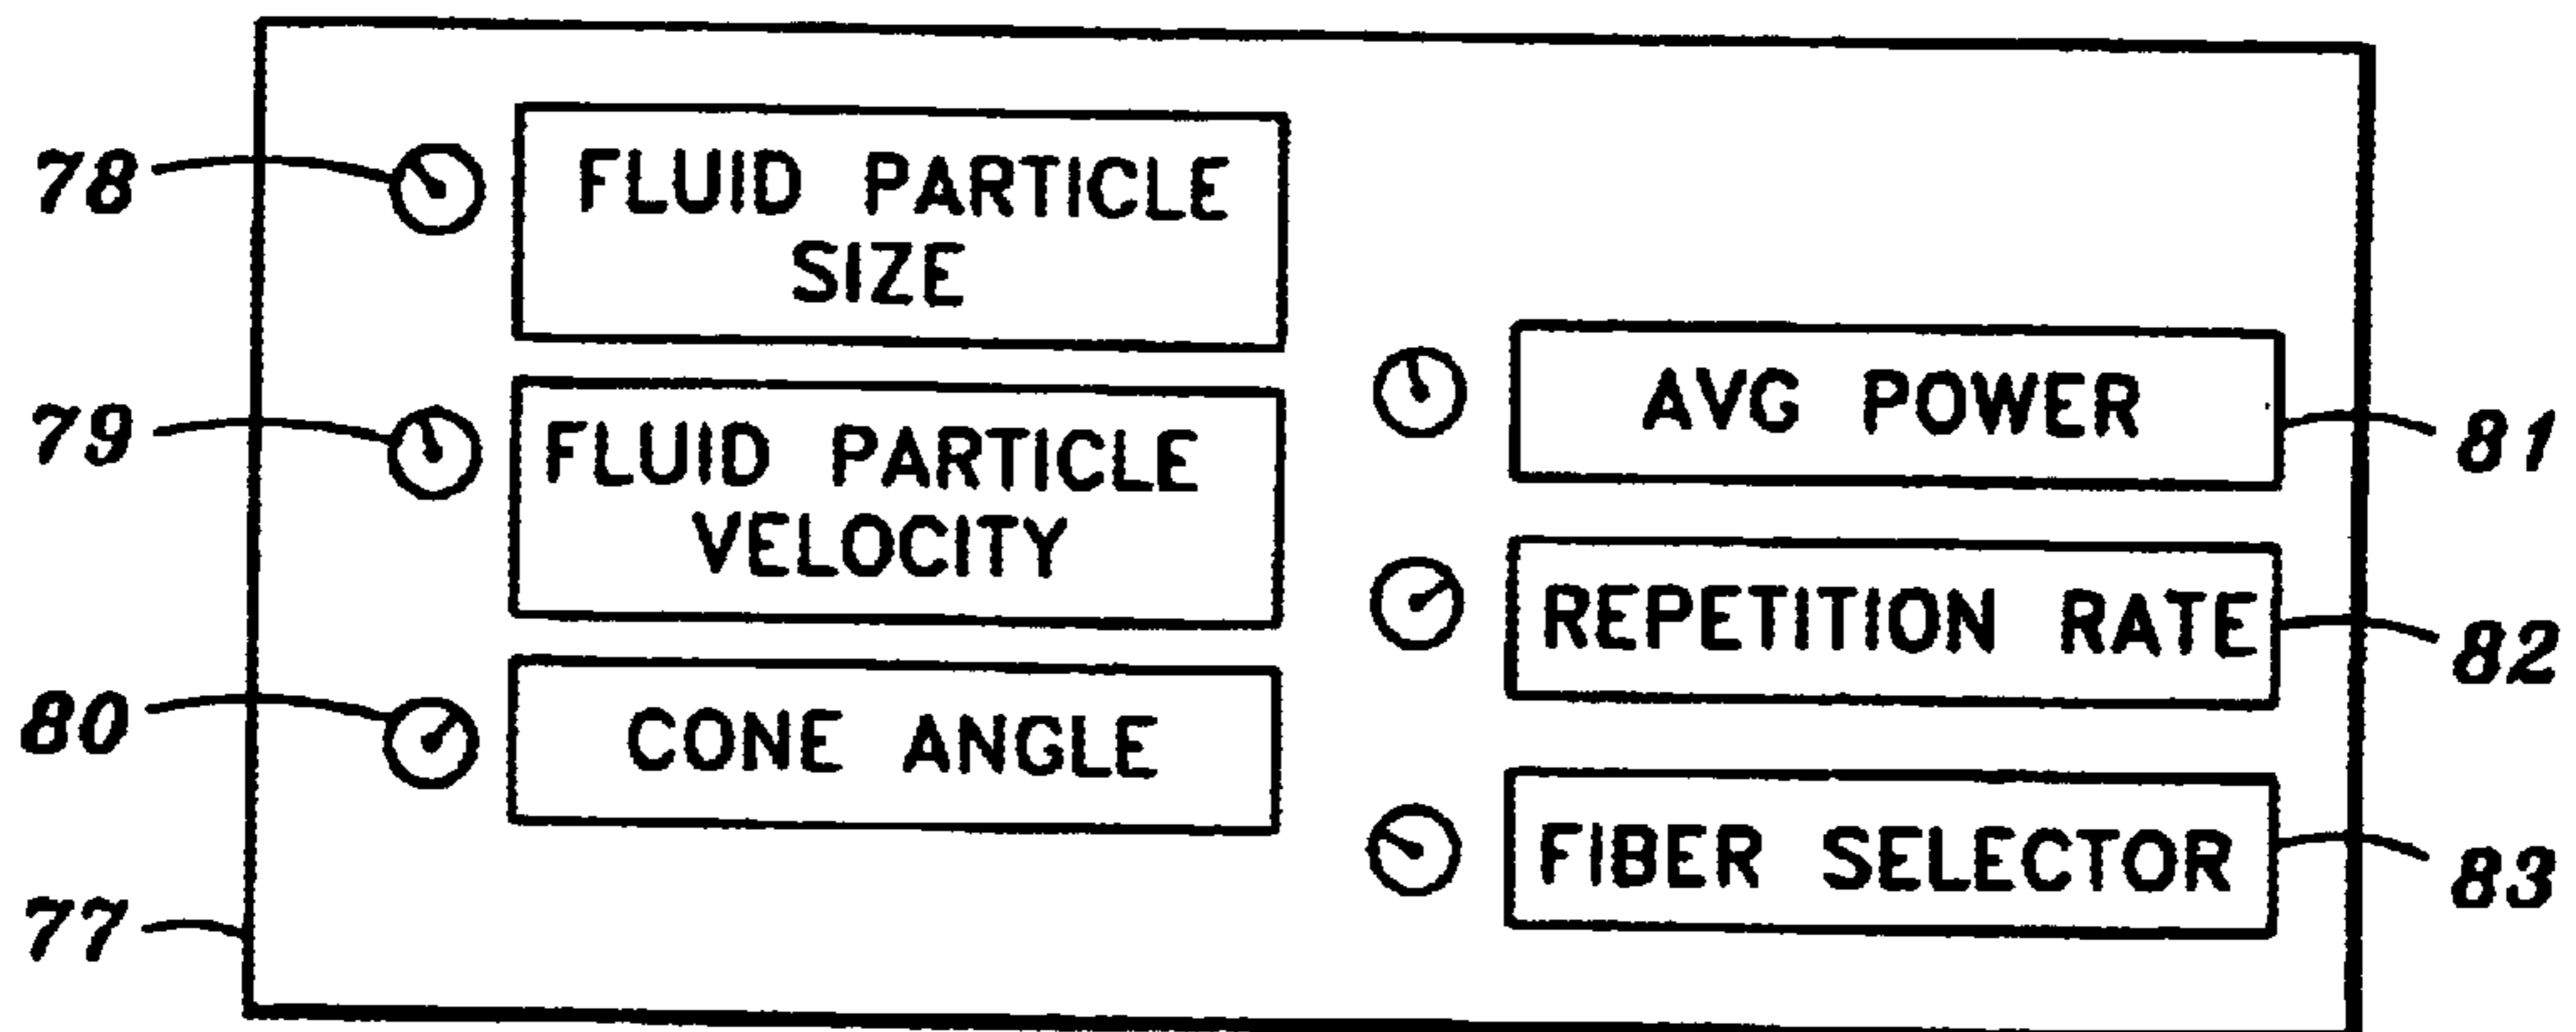 78
FLUID PARTICLE
SIZE
79
FLUID PARTICLE
VELOCITY
80
CONE ANGLE
77
AVG POWER
81
REPETITION RATE
82
FIBER SELECTOR
83